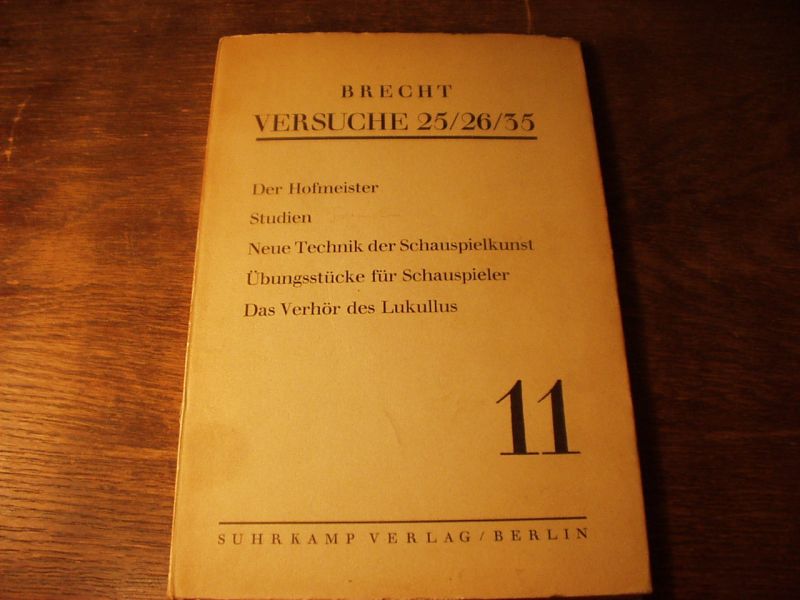 BRECHT
VERSUCHE 25/26/35
Der Hofmeister
Studien
Neue Technik der Schauspielkunst
Übungsstücke für Schauspieler
Das Verhör des Lukullus
11
SUHRKAMP VERLAG / BERLIN